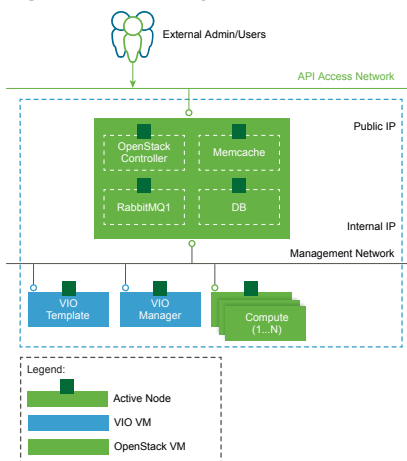 External Admin/Users
API Access Network
Public IP
OpenStack
Controller
Memcache
RabbitMQ1
DB
Internal IP
Management Network
VIO
Template
VIO
Manager
Compute
(1...N)
Legend:
Active Node
VIO VM
OpenStack VM